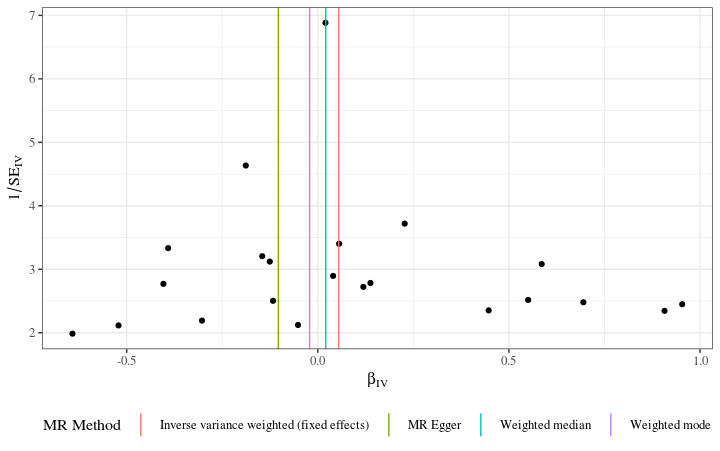 7
6
5
4
3
2
1/SE_IV
-0.5 0.0 0.5 1.0
β_IV
MR Method Inverse variance weighted (fixed effects) MR Egger Weighted median Weighted mode